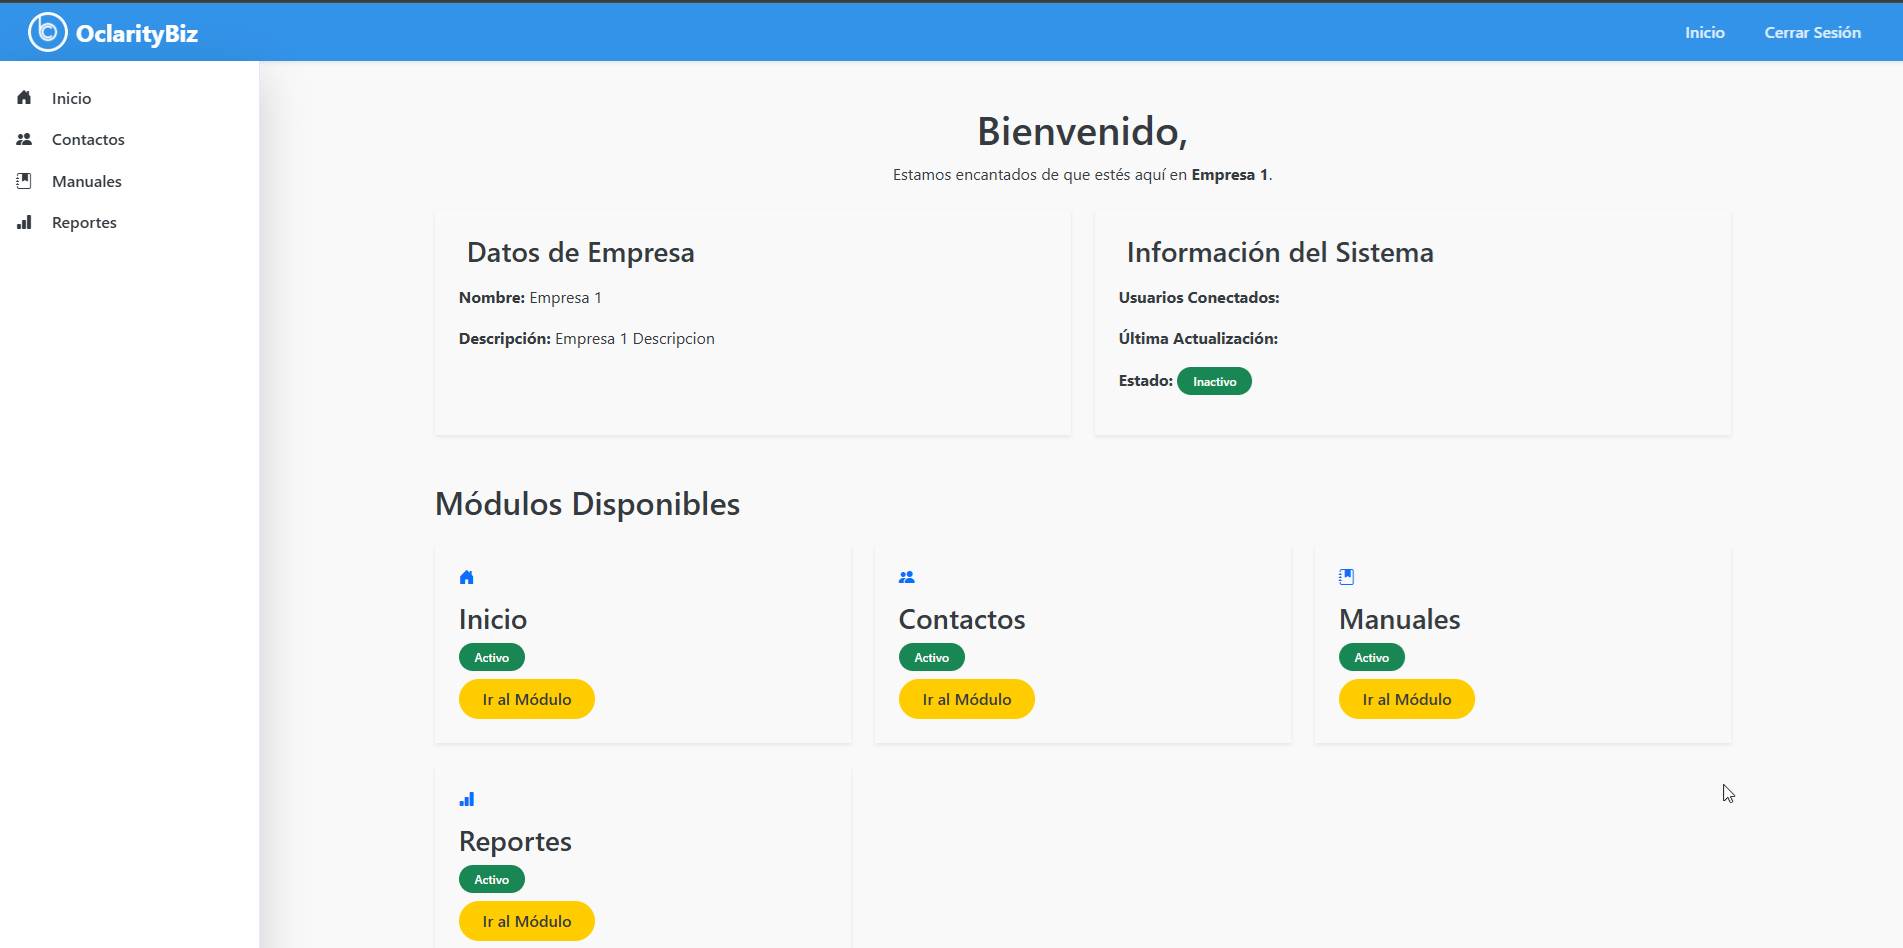 OclarityBiz
Inicio
Cerrar Sesión
Inicio
Contactos
Manuales
Reportes
Bienvenido,
Estamos encantados de que estés aquí en Empresa 1.
Datos de Empresa
Nombre: Empresa 1
Descripción: Empresa 1 Descripcion
Información del Sistema
Usuarios Conectados:
Última Actualización:
Estado: Inactivo
Módulos Disponibles
Inicio
Activo
Ir al Módulo
Contactos
Activo
Ir al Módulo
Manuales
Activo
Ir al Módulo
Reportes
Activo
Ir al Módulo